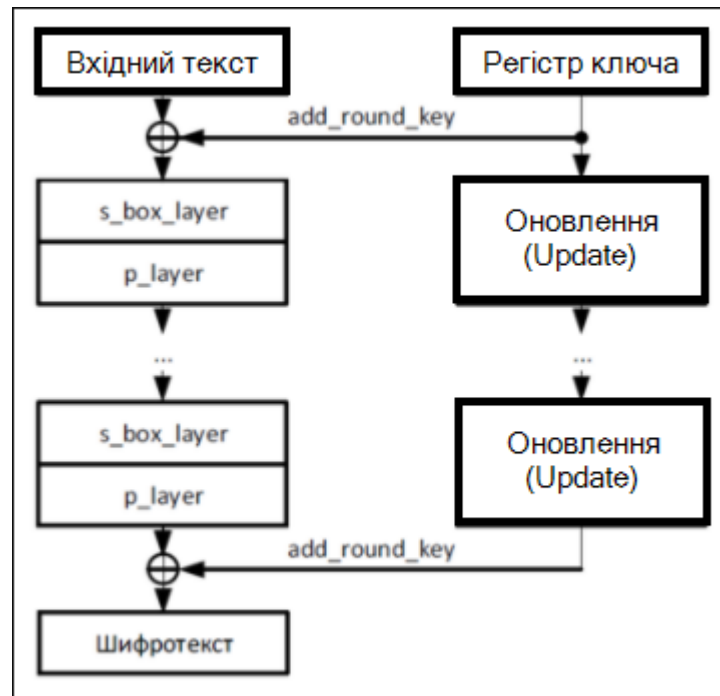 Вхідний текст
Регістр ключа
add_round_key
s_box_layer
p_layer
Оновлення
(Update)
...
...
s_box_layer
p_layer
Оновлення
(Update)
add_round_key
Шифротекст